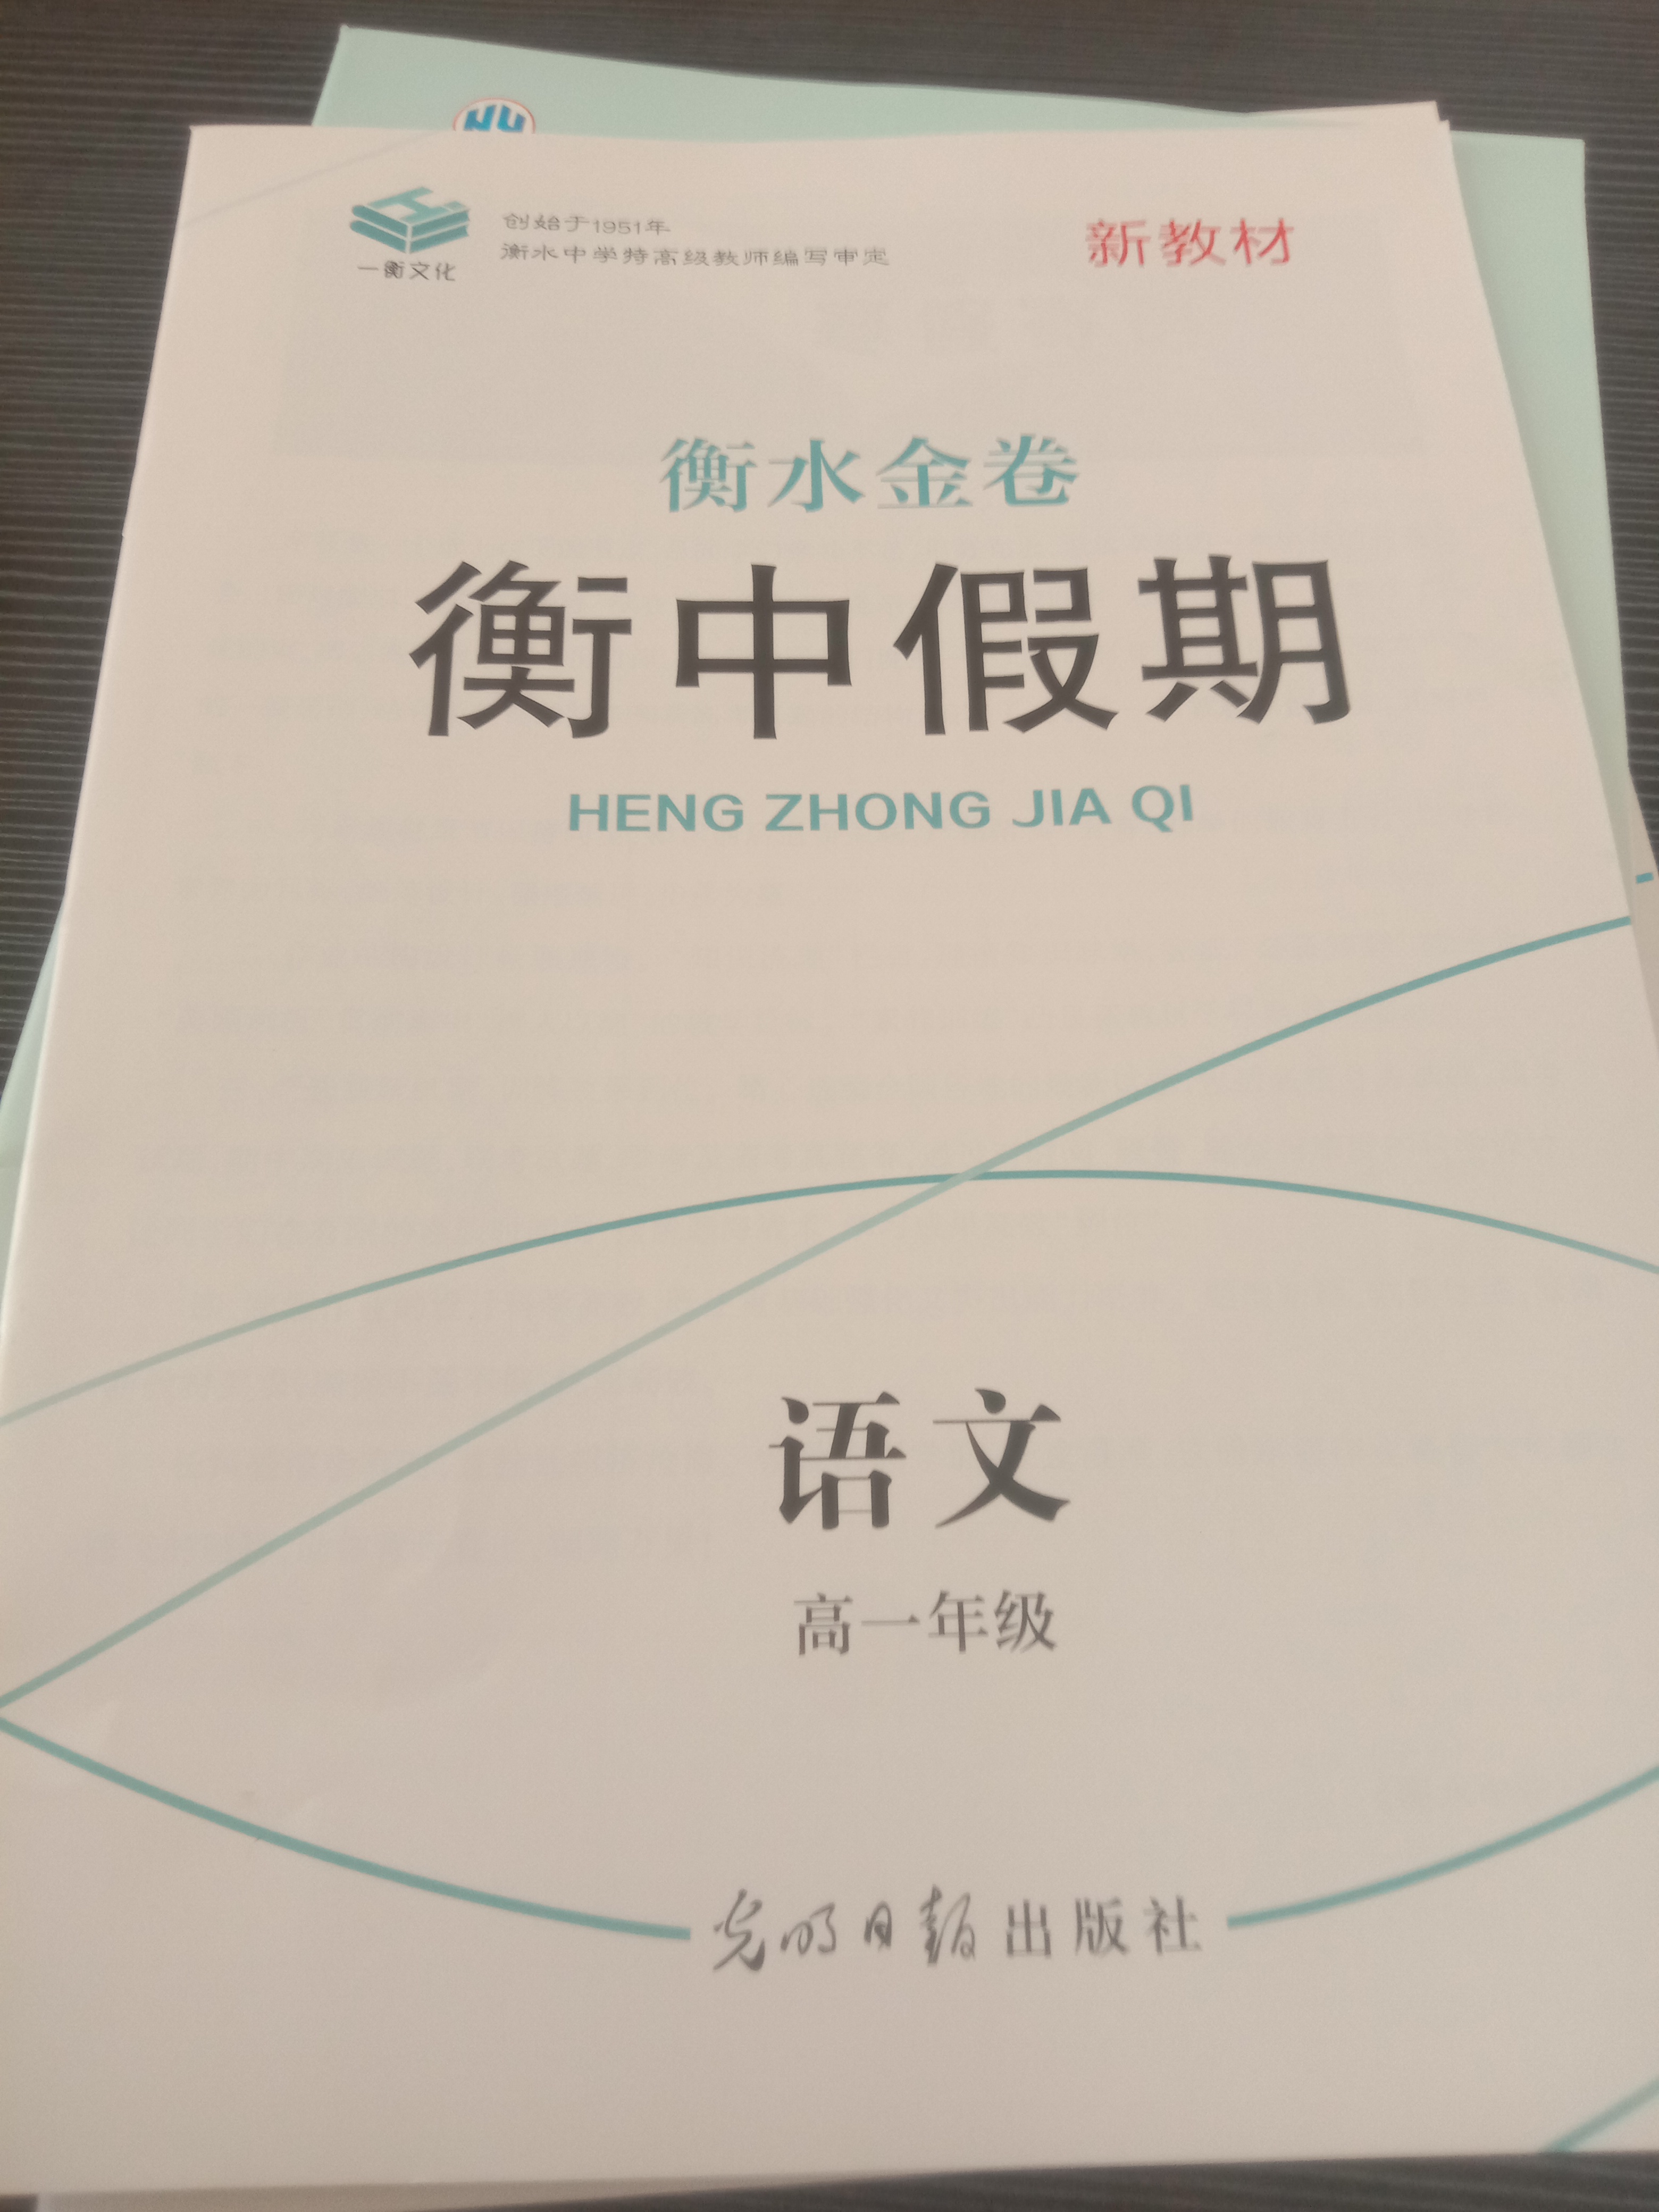 创始于1951年
衡水中学特高级教师编写审定
一衡文化
新教材
衡水金卷
衡中假期
HENG ZHONG JIA QI
语文
高一年级
光明日报出版社